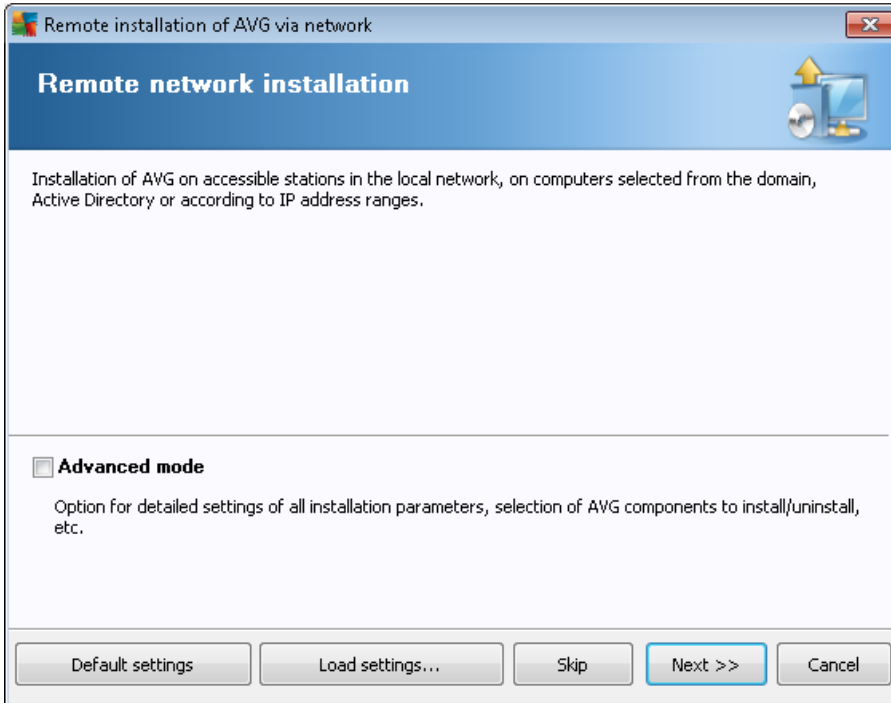 Remote installation of AVG via network
Remote network installation
Installation of AVG on accessible stations in the local network, on computers selected from the domain,
Active Directory or according to IP address ranges.
Advanced mode
Option for detailed settings of all installation parameters, selection of AVG components to install/uninstall,
etc.
Default settings Load settings... Skip Next >> Cancel